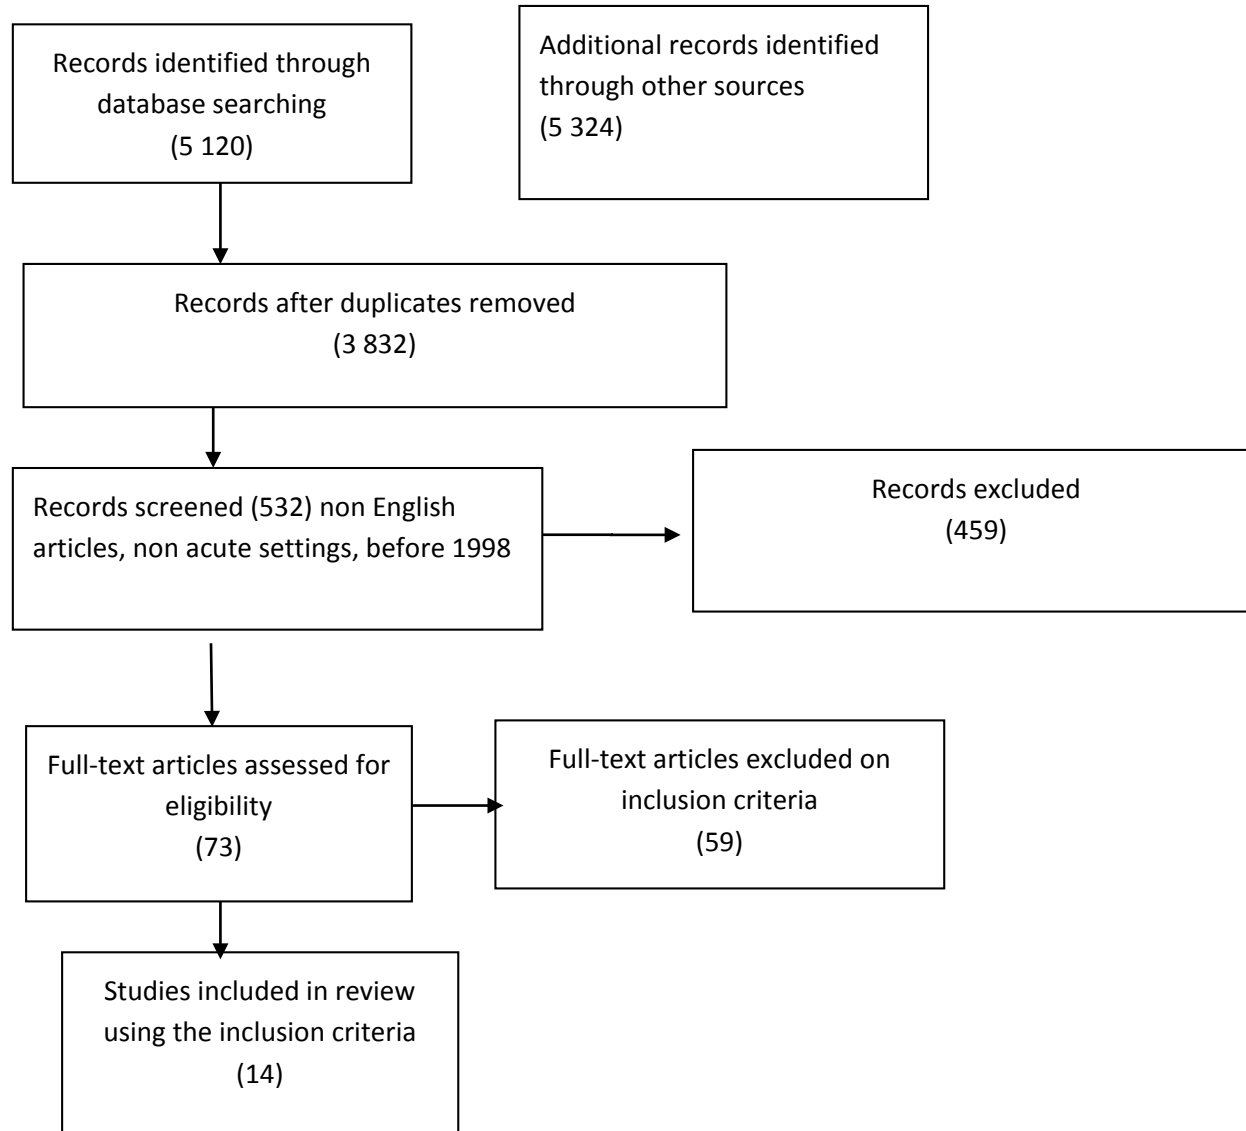 Records identified through
database searching
(5 120)
Additional records identified
through other sources
(5 324)
Records after duplicates removed
(3 832)
Records screened (532) non English
articles, non acute settings, before 1998
Records excluded
(459)
Full-text articles assessed for
eligibility
(73)
Full-text articles excluded on
inclusion criteria
(59)
Studies included in review
using the inclusion criteria
(14)